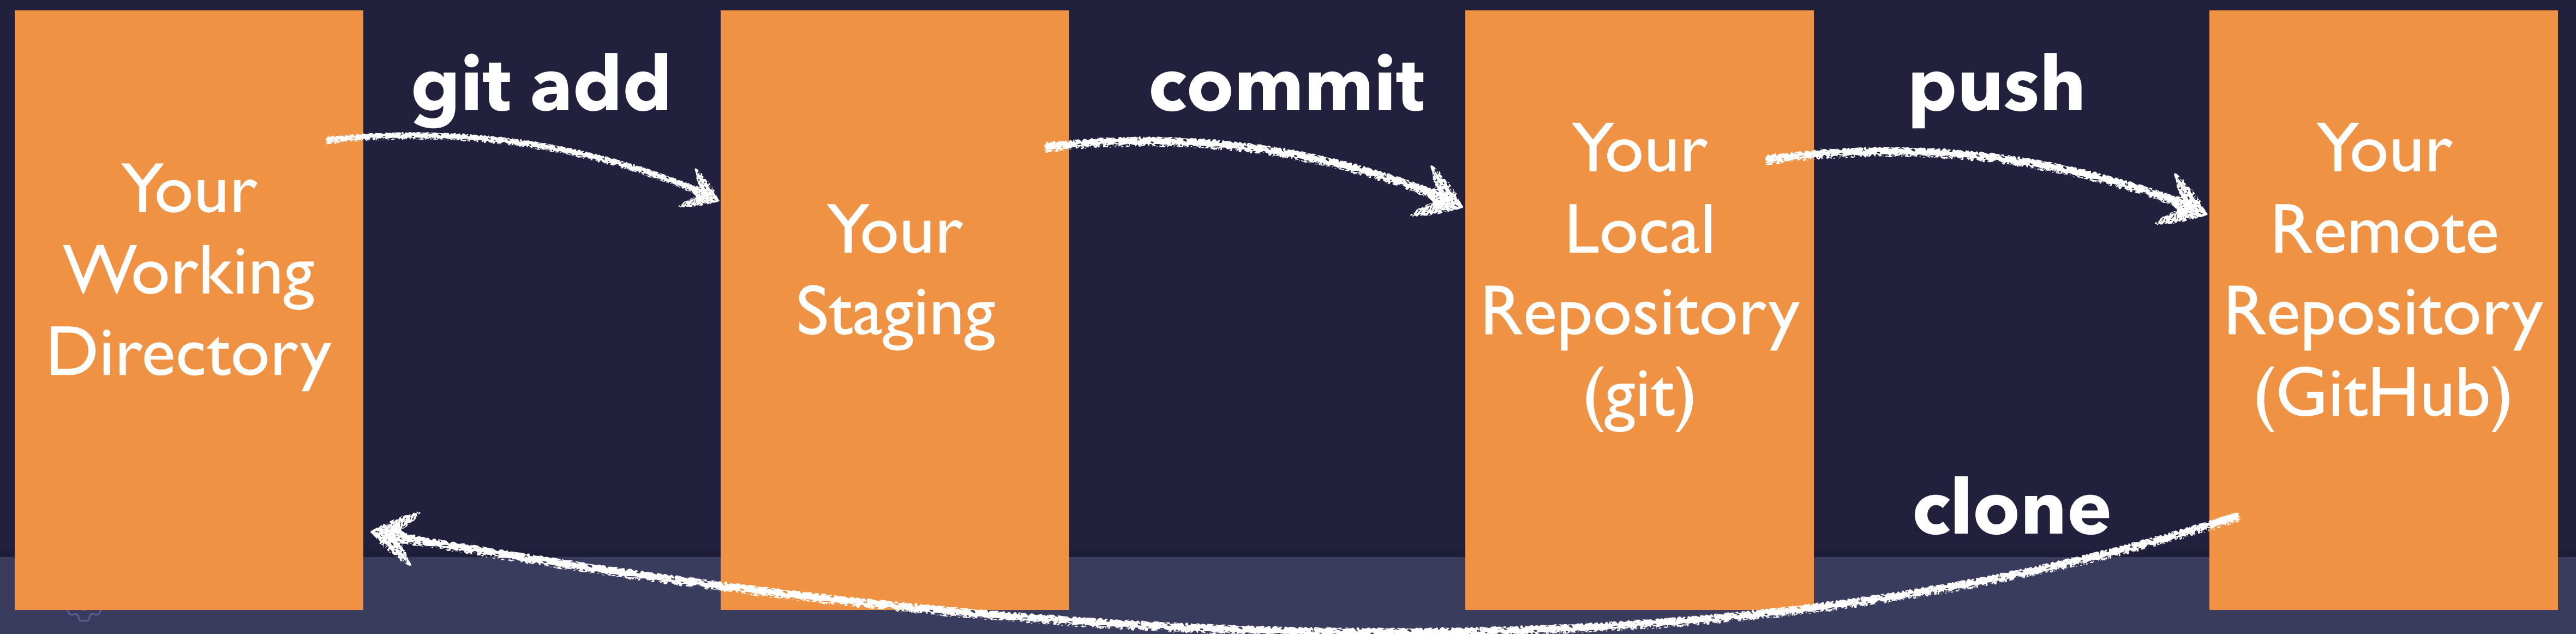 git add
commit
push
Your
Working
Directory
Your
Staging
Your
Local
Repository
(git)
Your
Remote
Repository
(GitHub)
clone